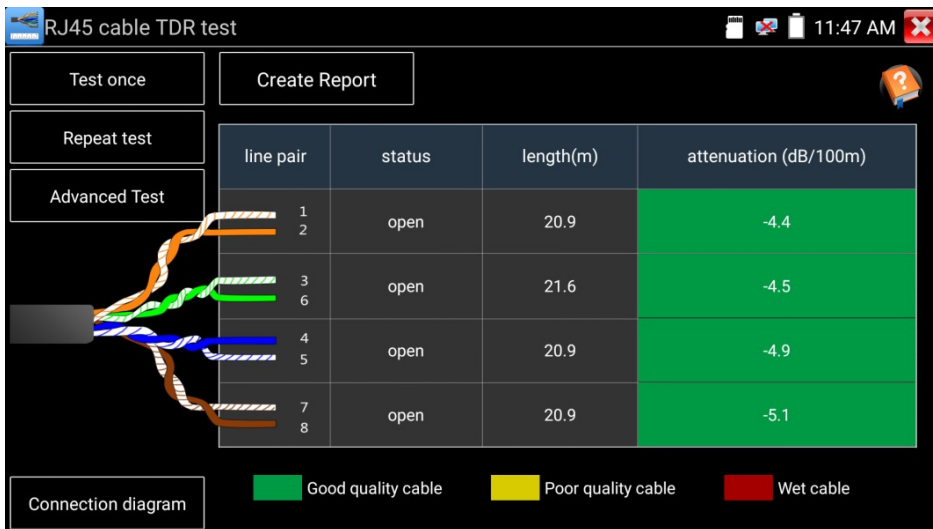 RJ45 cable TDR test
11:47 AM
Test once
Create Report
Repeat test
Advanced Test
line pair status length(m) attenuation (dB/100m)
1
2
open 20.9 -4.4
3
6
open 21.6 -4.5
4
5
open 20.9 -4.9
7
8
open 20.9 -5.1
Connection diagram
Good quality cable Poor quality cable Wet cable